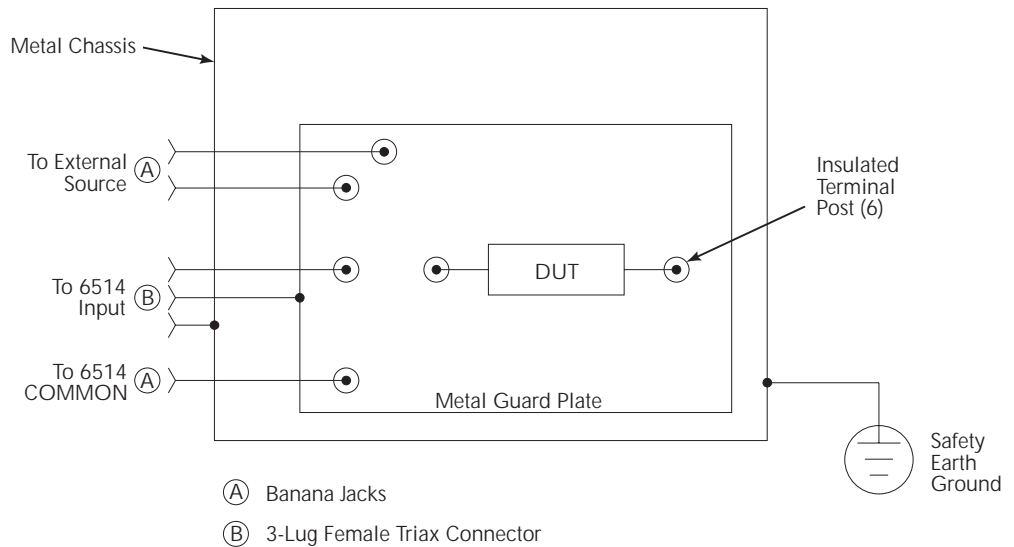 Metal Chassis
To External
Source
A
Insulated
Terminal
Post (6)
DUT
To 6514
Input
B
To 6514
COMMON
A
Metal Guard Plate
Safety
Earth
Ground
A Banana Jacks
B 3-Lug Female Triax Connector